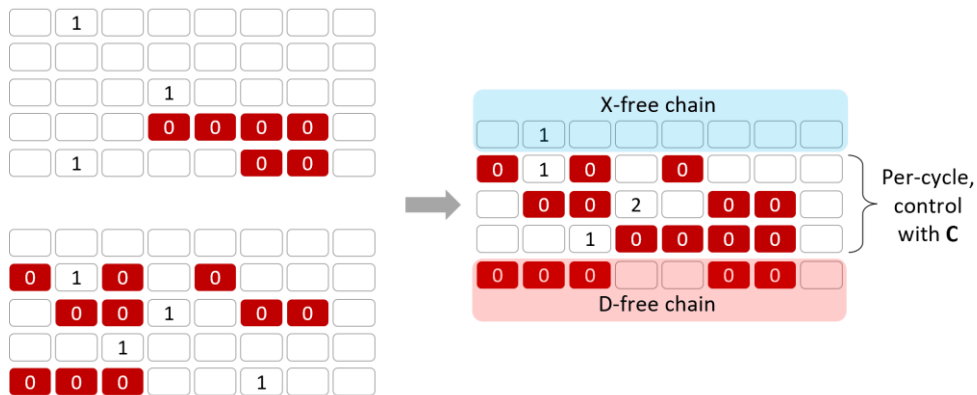 1
1
0 0 0 0
1 0 0
0 1 0 0
0 0 1 0 0
1
0 0 0 1
X-free chain
1
0 1 0 0
0 0 2 0 0
1 0 0 0 0
0 0 0 0 0
D-free chain
Per-cycle,
control
with C